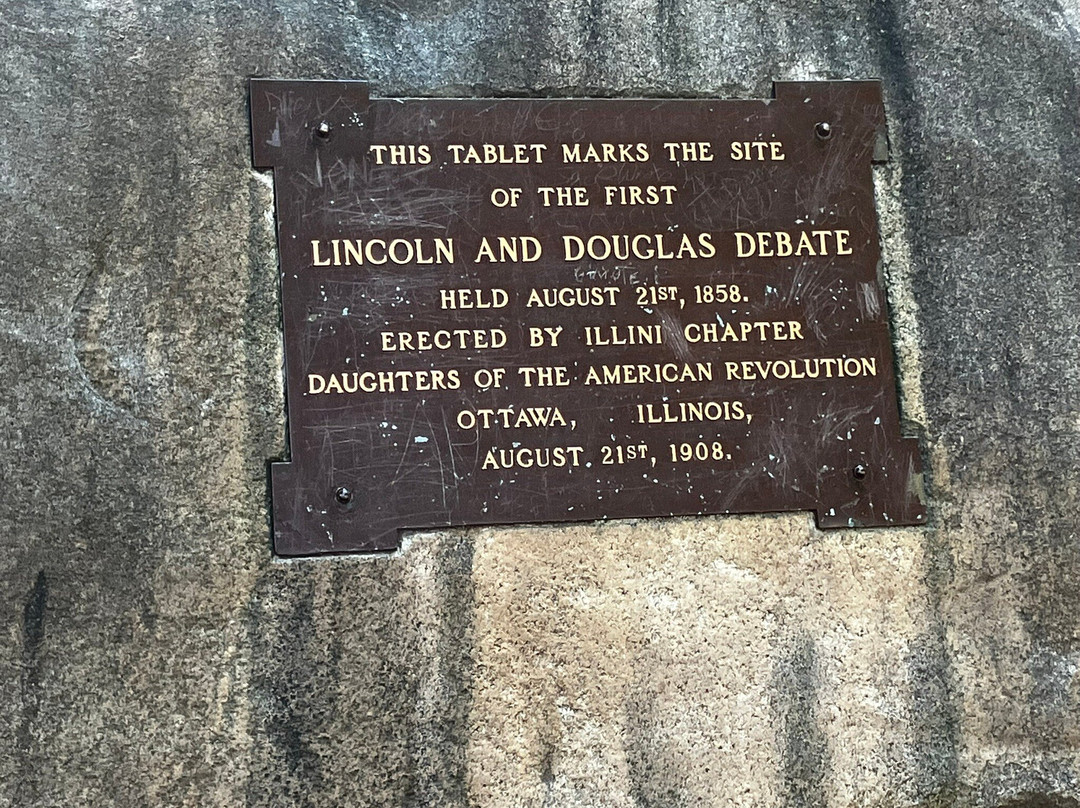 THIS TABLET MARKS THE SITE
OF THE FIRST
LINCOLN AND DOUGLAS DEBATE
HELD AUGUST 21ST, 1858.
ERECTED BY ILLINI CHAPTER
DAUGHTERS OF THE AMERICAN REVOLUTION
OTTAWA, ILLINOIS,
AUGUST 21ST, 1908.